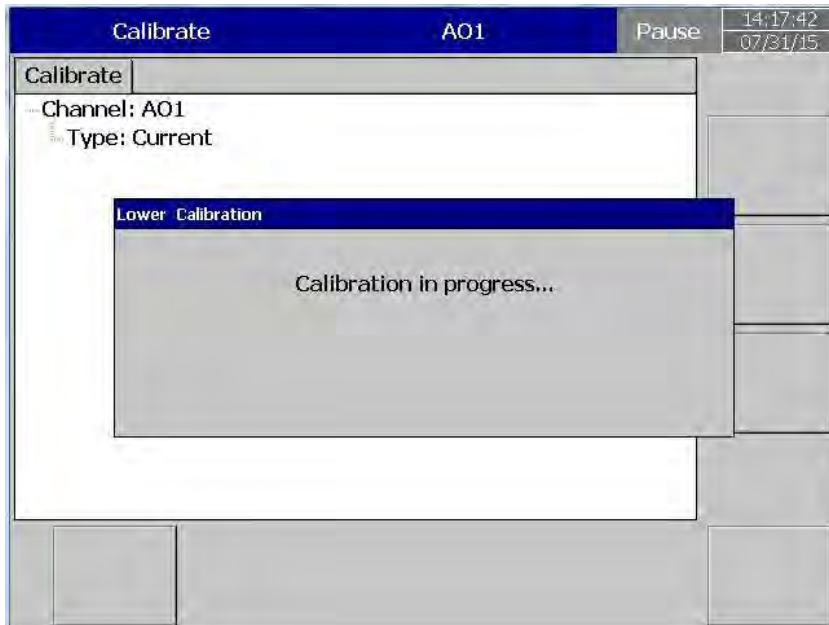 Calibrate AO1 Pause 14:17:42
07/31/15
Calibrate
Channel: AO1
Type: Current
Lower Calibration
Calibration in progress...